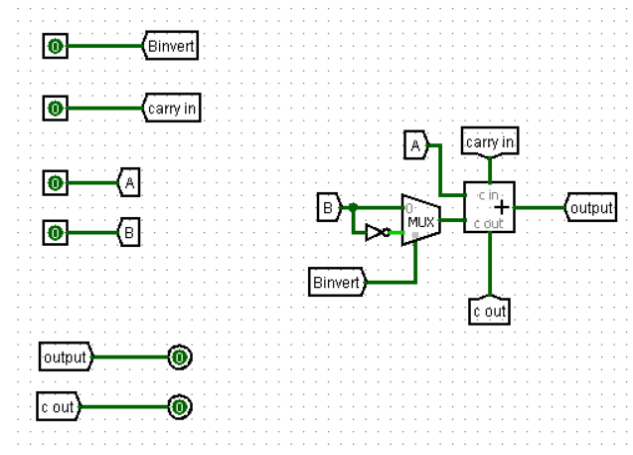 0 Binvert
0 carry in
0 A
0 B
A
carry in
B
0
MUX
c in
+
c out
output
Binvert
c out
output 0
c out 0